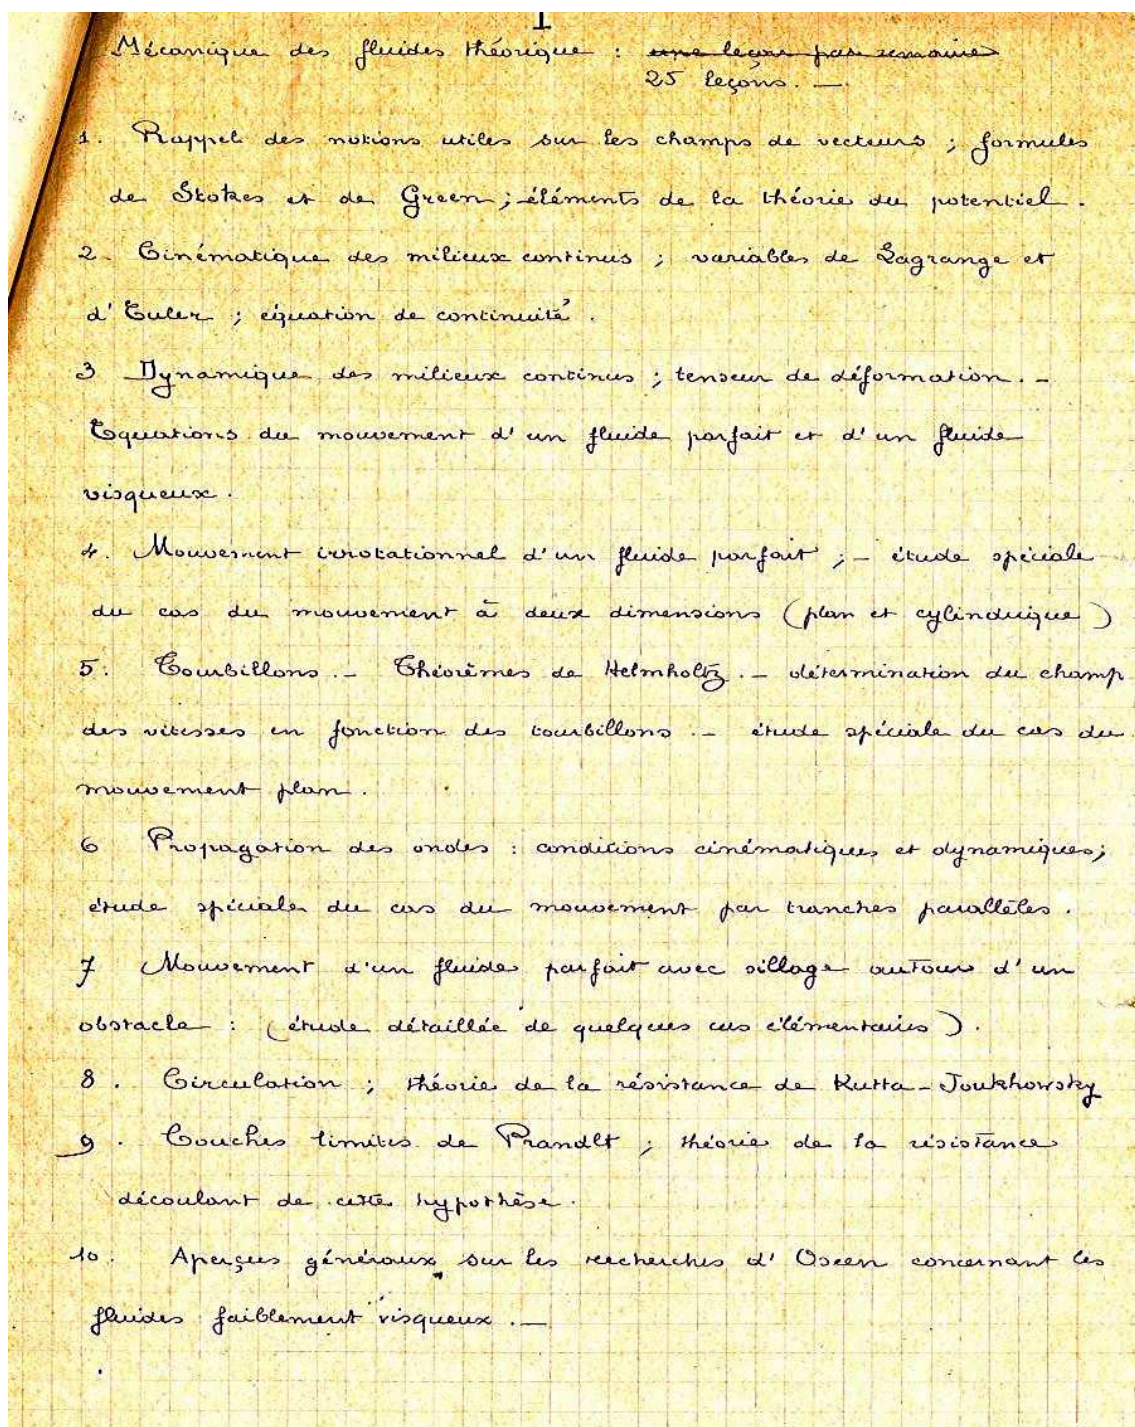 I
Mécanique des fluides théorique : une leçon par semaine
25 leçons. —
1. Rappel des notions utiles sur les champs de vecteurs ; formules
de Stokes et de Green ; éléments de la théorie du potentiel.
2. Cinématique des milieux continus ; variables de Lagrange et
d'Euler ; équation de continuité.
3 Dynamique des milieux continus ; tenseur de déformation. –
Equations du mouvement d'un fluide parfait et d'un fluide
visqueux.
4. Mouvement irrotationnel d'un fluide parfait ; – étude spéciale
du cas du mouvement à deux dimensions (plan et cylindrique)
5. Tourbillons. – Théorèmes de Helmholtz. – détermination du champ
des vitesses en fonction des tourbillons. – étude spéciale du cas du
mouvement plan.
6 Propagation des ondes : conditions cinématiques et dynamiques ;
étude spéciale du cas du mouvement par tranches parallèles.
7 Mouvement d'un fluide parfait avec sillage autour d'un
obstacle : (étude détaillée de quelques cas élémentaires).
8. Circulation ; théorie de la résistance de Kutta-Joukhowsky
9. Couches limites de Prandlt ; théorie de la résistance
découlant de cette hypothèse.
10. Aperçus généraux sur les recherches d'Oseen concernant les
fluides faiblement visqueux. —